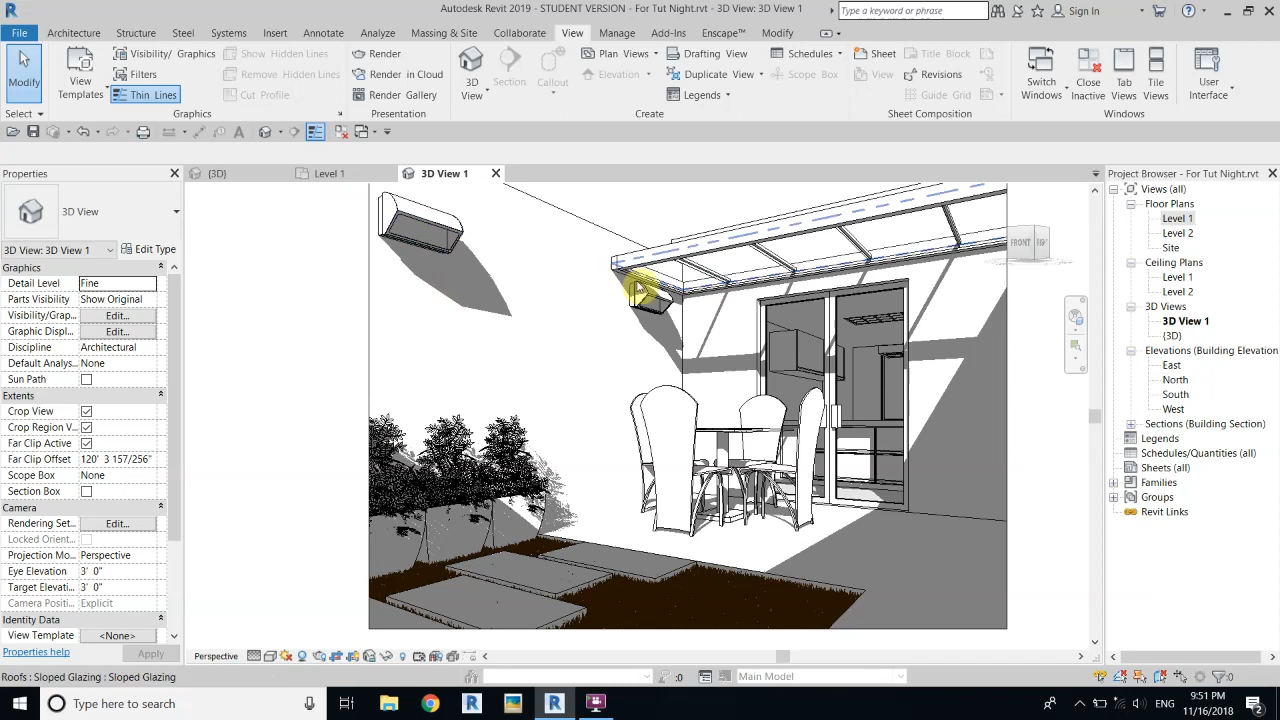 Autodesk Revit 2019 - STUDENT VERSION - For Tut Night.rvt - 3D View: 3D View 1
Type a keyword or phrase
Sign In
File Architecture Structure Steel Systems Insert Annotate Analyze Massing & Site Collaborate View Manage Add-Ins Enscape™ Modify
Modify
View Templates
Visibility/ Graphics
Filters
Thin Lines
Show Hidden Lines
Remove Hidden Lines
Cut Profile
Render
Render in Cloud
Render Gallery
3D View
Section
Callout
Plan Views
Elevation
Drafting View
Duplicate View
Legends
Schedules
Scope Box
Sheet
View
Title Block
Revisions
Guide Grid
Switch Windows
Close Inactive
Tab Views
Tile Views
User Interface
Select Graphics Presentation Create Sheet Composition Windows
Properties
{3D} Level 1 3D View 1
Project Browser - For Tut Night.rvt
3D View
3D View: 3D View 1 Edit Type
Graphics
Detail Level Fine
Parts Visibility Show Original
Visibility/Grap... Edit...
Graphic Displ... Edit...
Discipline Architectural
Default Analys... None
Sun Path
Extents
Crop View
Crop Region V...
Far Clip Active
Far Clip Offset 120' 3 157/256"
Scope Box None
Section Box
Camera
Rendering Set... Edit...
Locked Orient...
Projection Mo... Perspective
Eye Elevation 3' 0"
Target Elevati... 3' 0"
Camera Positi... Explicit
Identity Data
View Template <None>
Properties help Apply
FRONT
Views (all)
Floor Plans
Level 1
Level 2
Site
Ceiling Plans
Level 1
Level 2
3D Views
3D View 1
{3D}
Elevations (Building Elevation
East
North
South
West
Sections (Building Section)
Legends
Schedules/Quantities (all)
Sheets (all)
Families
Groups
Revit Links
Perspective
Roofs : Sloped Glazing : Sloped Glazing
:0
Main Model
:0
Type here to search
ENG
9:51 PM
11/16/2018
2